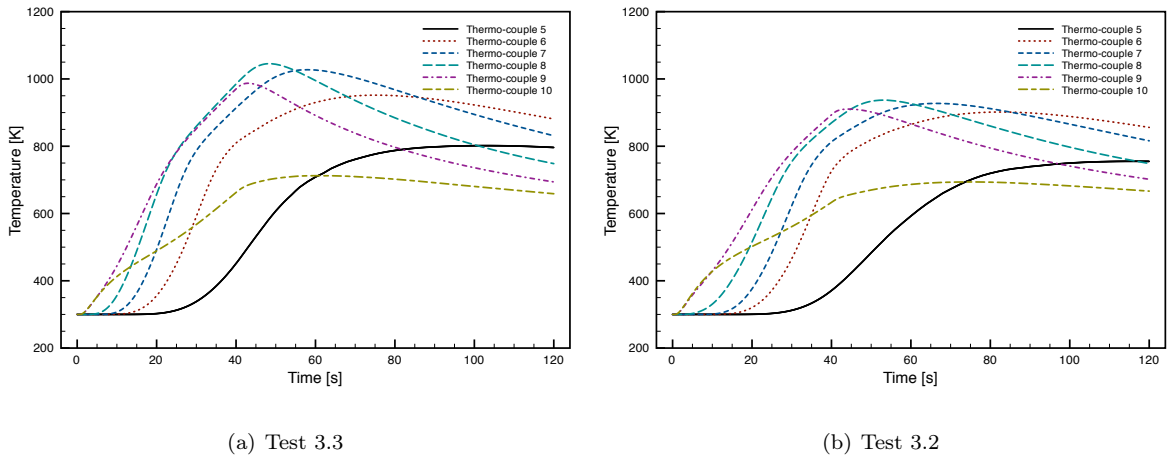 1200
1000
800
600
400
200
Temperature [K]
0 20 40 60 80 100 120
Time [s]
Thermo-couple 5
Thermo-couple 6
Thermo-couple 7
Thermo-couple 8
Thermo-couple 9
Thermo-couple 10
(a) Test 3.3
1200
1000
800
600
400
200
Temperature [K]
0 20 40 60 80 100 120
Time [s]
Thermo-couple 5
Thermo-couple 6
Thermo-couple 7
Thermo-couple 8
Thermo-couple 9
Thermo-couple 10
(b) Test 3.2